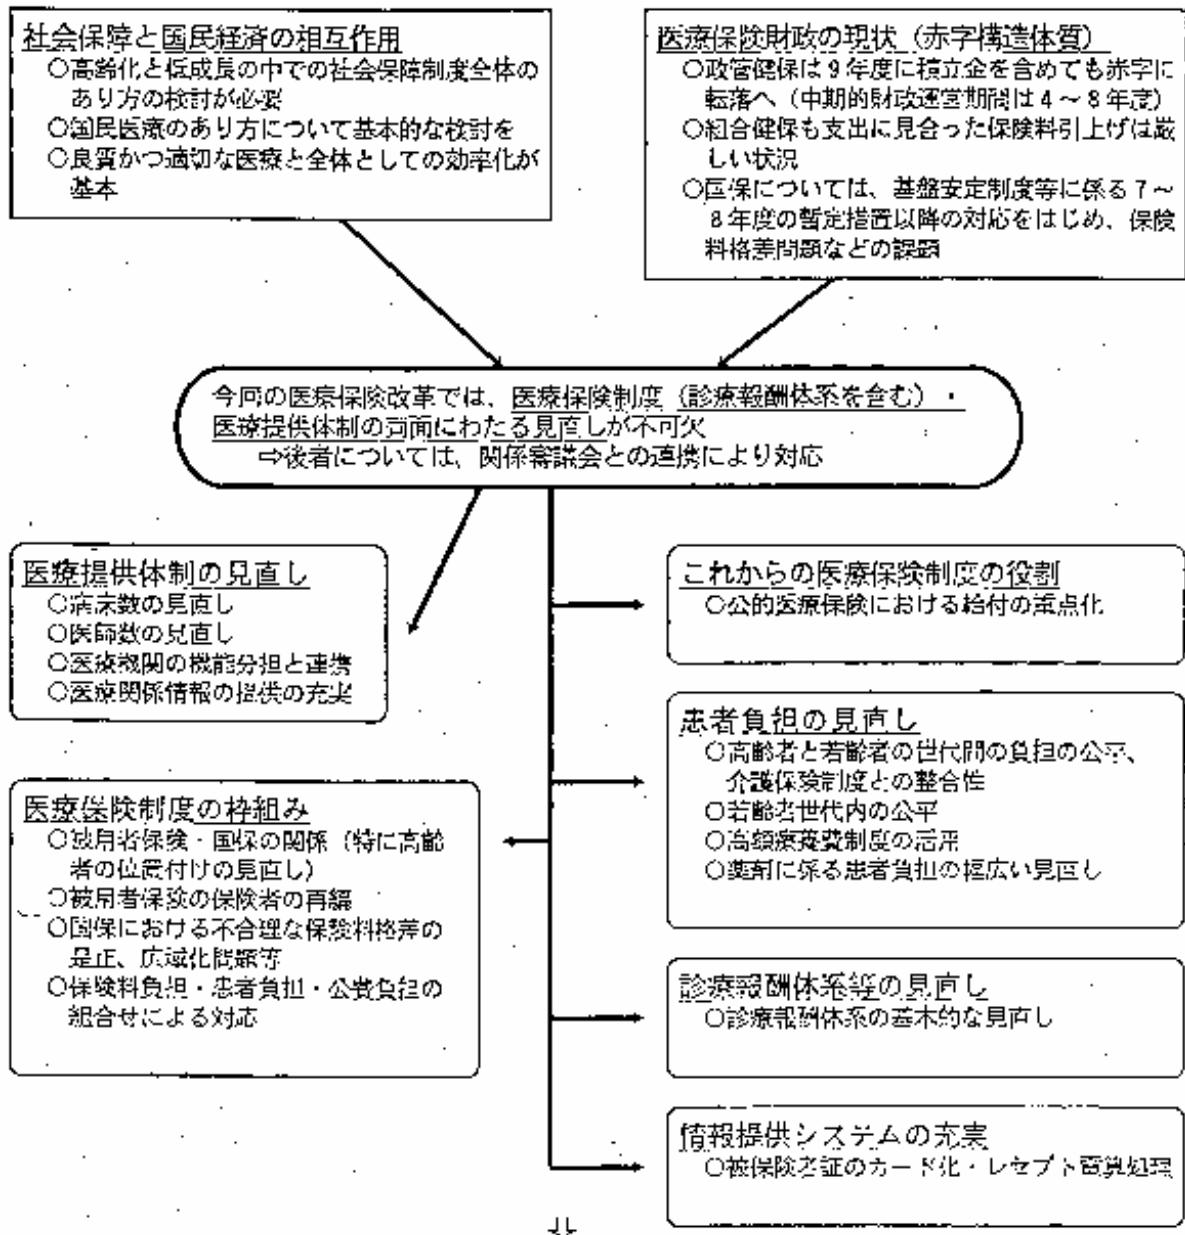 社会保障と国民経済の相互作用
○高齢化と低成長の中での社会保障制度全体の
あり方の検討が必要
○国民医療のあり方について基本的な検討を
○良質かつ適切な医療と全体としての効率化が
基本
医療保険財政の現状（赤字構造体質）
○政管健保は9年度に積立金を含めても赤字に
転落へ（中期的財政運営期間は4～8年度）
○組合健保も支出に見合った保険料引上げは厳
しい状況
○国保については、基盤安定制度等に係る7～
8年度の暫定措置以降の対応をはじめ、保険
料格差問題などの課題
今回の医療保険改革では、医療保険制度（診療報酬体系を含む）・
医療提供体制の両面にわたる見直しが不可欠
⇨後者については、関係審議会との連携により対応
医療提供体制の見直し
○病床数の見直し
○医師数の見直し
○医療機関の機能分担と連携
○医療関係情報の提供の充実
医療保険制度の枠組み
○被用者保険・国保の関係（特に高齢
者の位置付けの見直し）
○被用者保険の保険者の再編
○国保における不合理な保険料格差の
是正、広域化問題等
○保険料負担・患者負担・公費負担の
組合せによる対応
これからの医療保険制度の役割
○公的医療保険における給付の重点化
患者負担の見直し
○高齢者と若齢者の世代間の負担の公平、
介護保険制度との整合性
○若齢者世代内の公平
○高額療養費制度の活用
○薬剤に係る患者負担の幅広い見直し
診療報酬体系等の見直し
○診療報酬体系の基本的な見直し
情報提供システムの充実
○被保険者証のカード化・レセプト電算処理